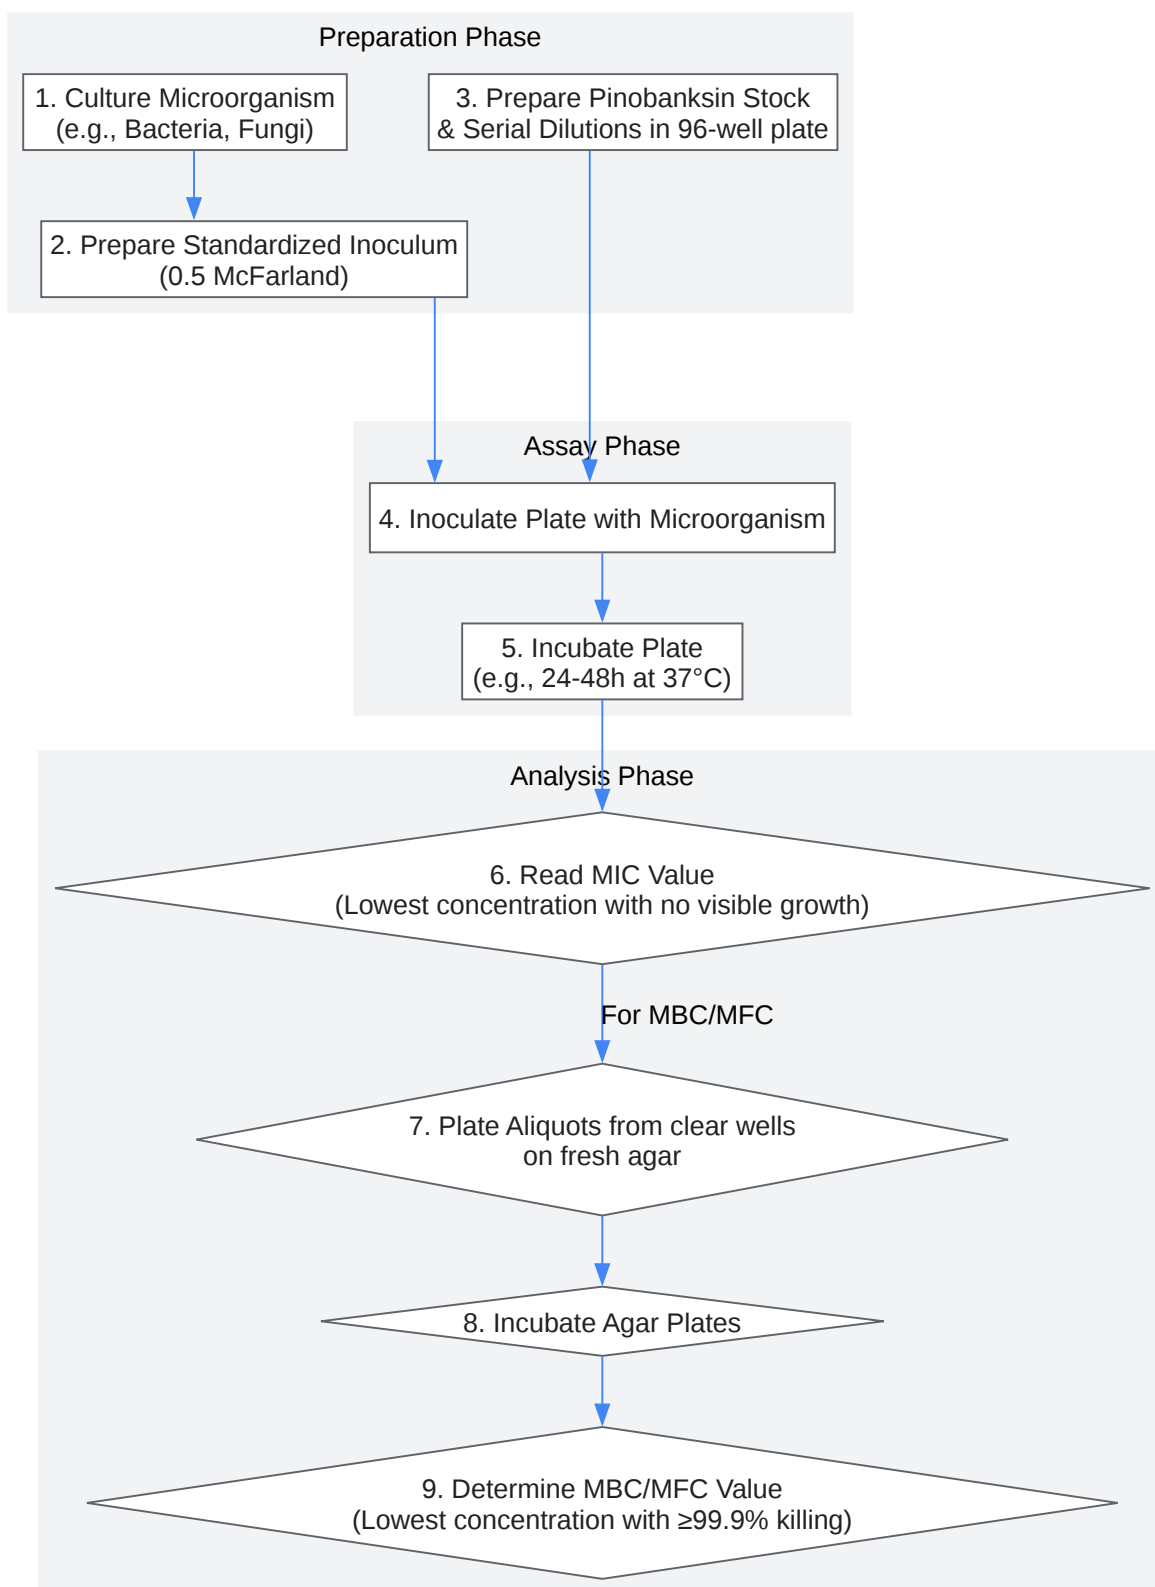 Preparation Phase
1. Culture Microorganism
(e.g., Bacteria, Fungi)
3. Prepare Pinobanksin Stock
& Serial Dilutions in 96-well plate
2. Prepare Standardized Inoculum
(0.5 McFarland)
Assay Phase
4. Inoculate Plate with Microorganism
5. Incubate Plate
(e.g., 24-48h at 37°C)
Analysis Phase
6. Read MIC Value
(Lowest concentration with no visible growth)
For MBC/MFC
7. Plate Aliquots from clear wells
on fresh agar
8. Incubate Agar Plates
9. Determine MBC/MFC Value
(Lowest concentration with ≥99.9% killing)